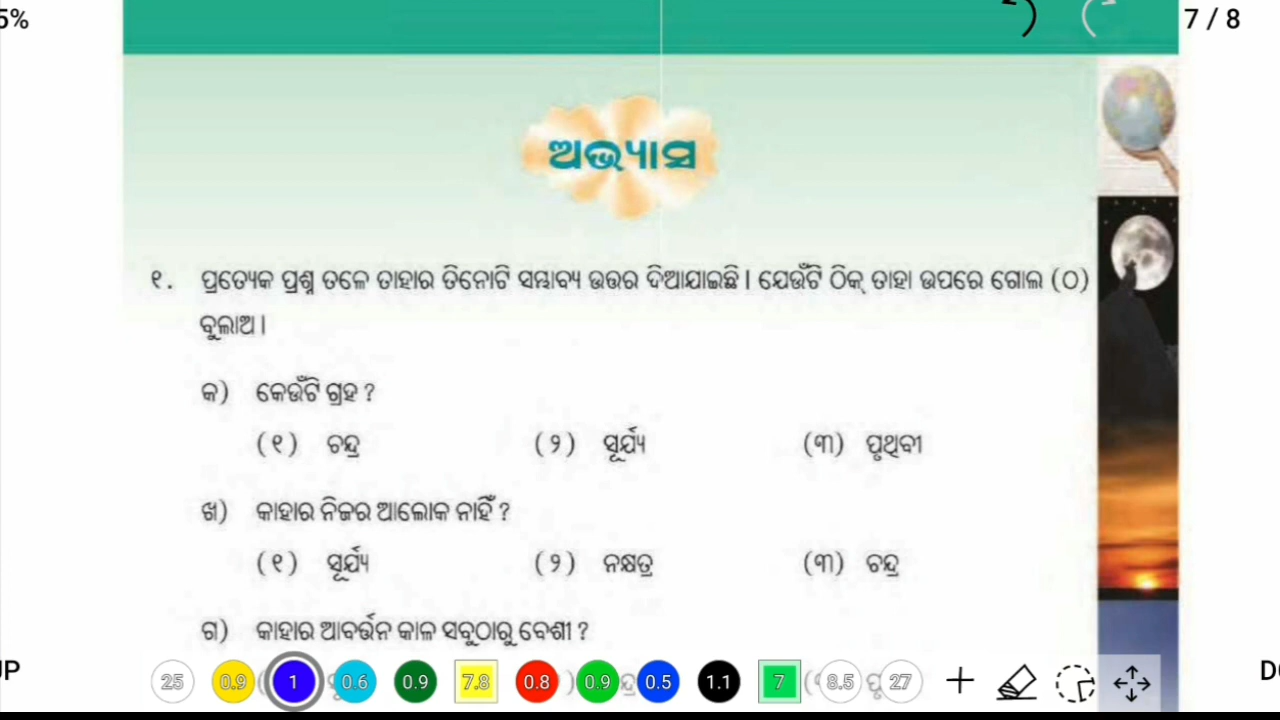 5%
7 / 8
ଅଭ୍ୟାସ
୧. ପ୍ରତ୍ୟେକ ପ୍ରଶ୍ନ ତଳେ ତାହାର ତିନୋଟି ସମ୍ଭାବ୍ୟ ଉତ୍ତର ଦିଆଯାଇଛି। ଯେଉଁଟି ଠିକ୍ ତାହା ଉପରେ ଗୋଲ (୦)
ବୁଲାଅ।
କ) କେଉଁଟି ଗ୍ରହ ?
(୧) ଚନ୍ଦ୍ର (୨) ସୂର୍ଯ୍ୟ (୩) ପୃଥିବୀ
ଖ) କାହାର ନିଜର ଆଲୋକ ନାହିଁ ?
(୧) ସୂର୍ଯ୍ୟ (୨) ନକ୍ଷତ୍ର (୩) ଚନ୍ଦ୍ର
ଗ) କାହାର ଆବର୍ତ୍ତନ କାଳ ସବୁଠାରୁ ବେଶୀ ?
25 0.9 1 0.6 0.9 7.8 0.8 0.9 0.5 1.1 7 8.5 27